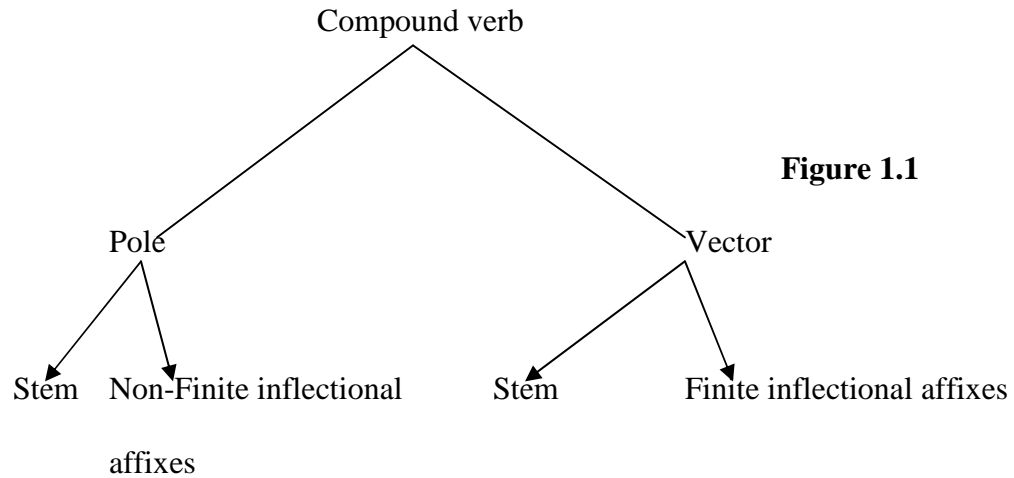 Compound verb
Figure 1.1
Pole Vector
Stem Non-Finite inflectional Stem Finite inflectional affixes
affixes